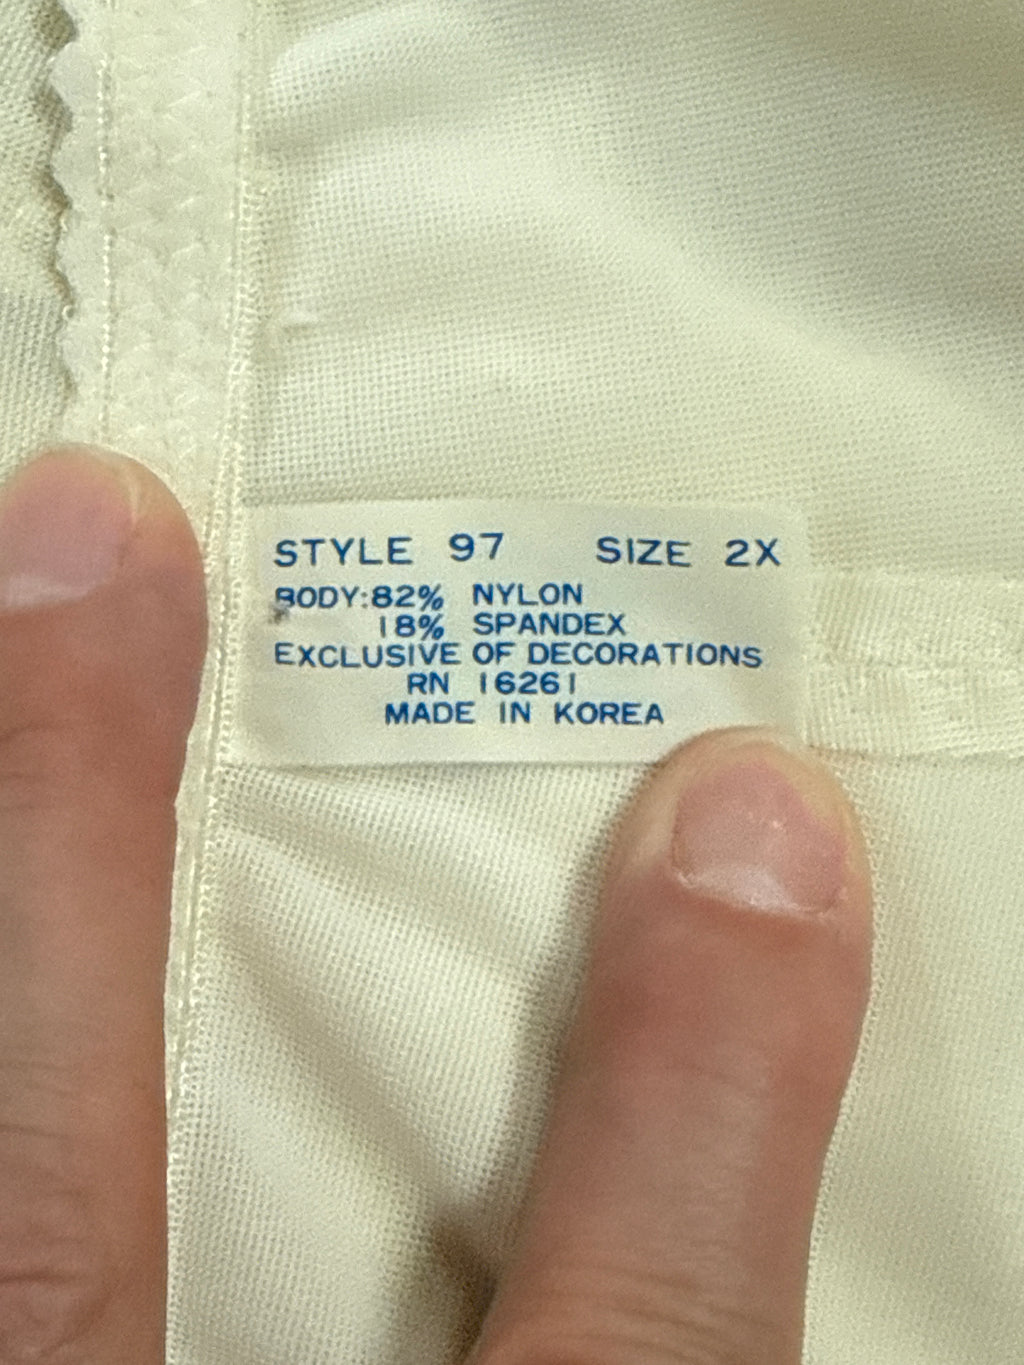 STYLE 97 SIZE 2X
BODY:82% NYLON
18% SPANDEX
EXCLUSIVE OF DECORATIONS
RN 16261
MADE IN KOREA